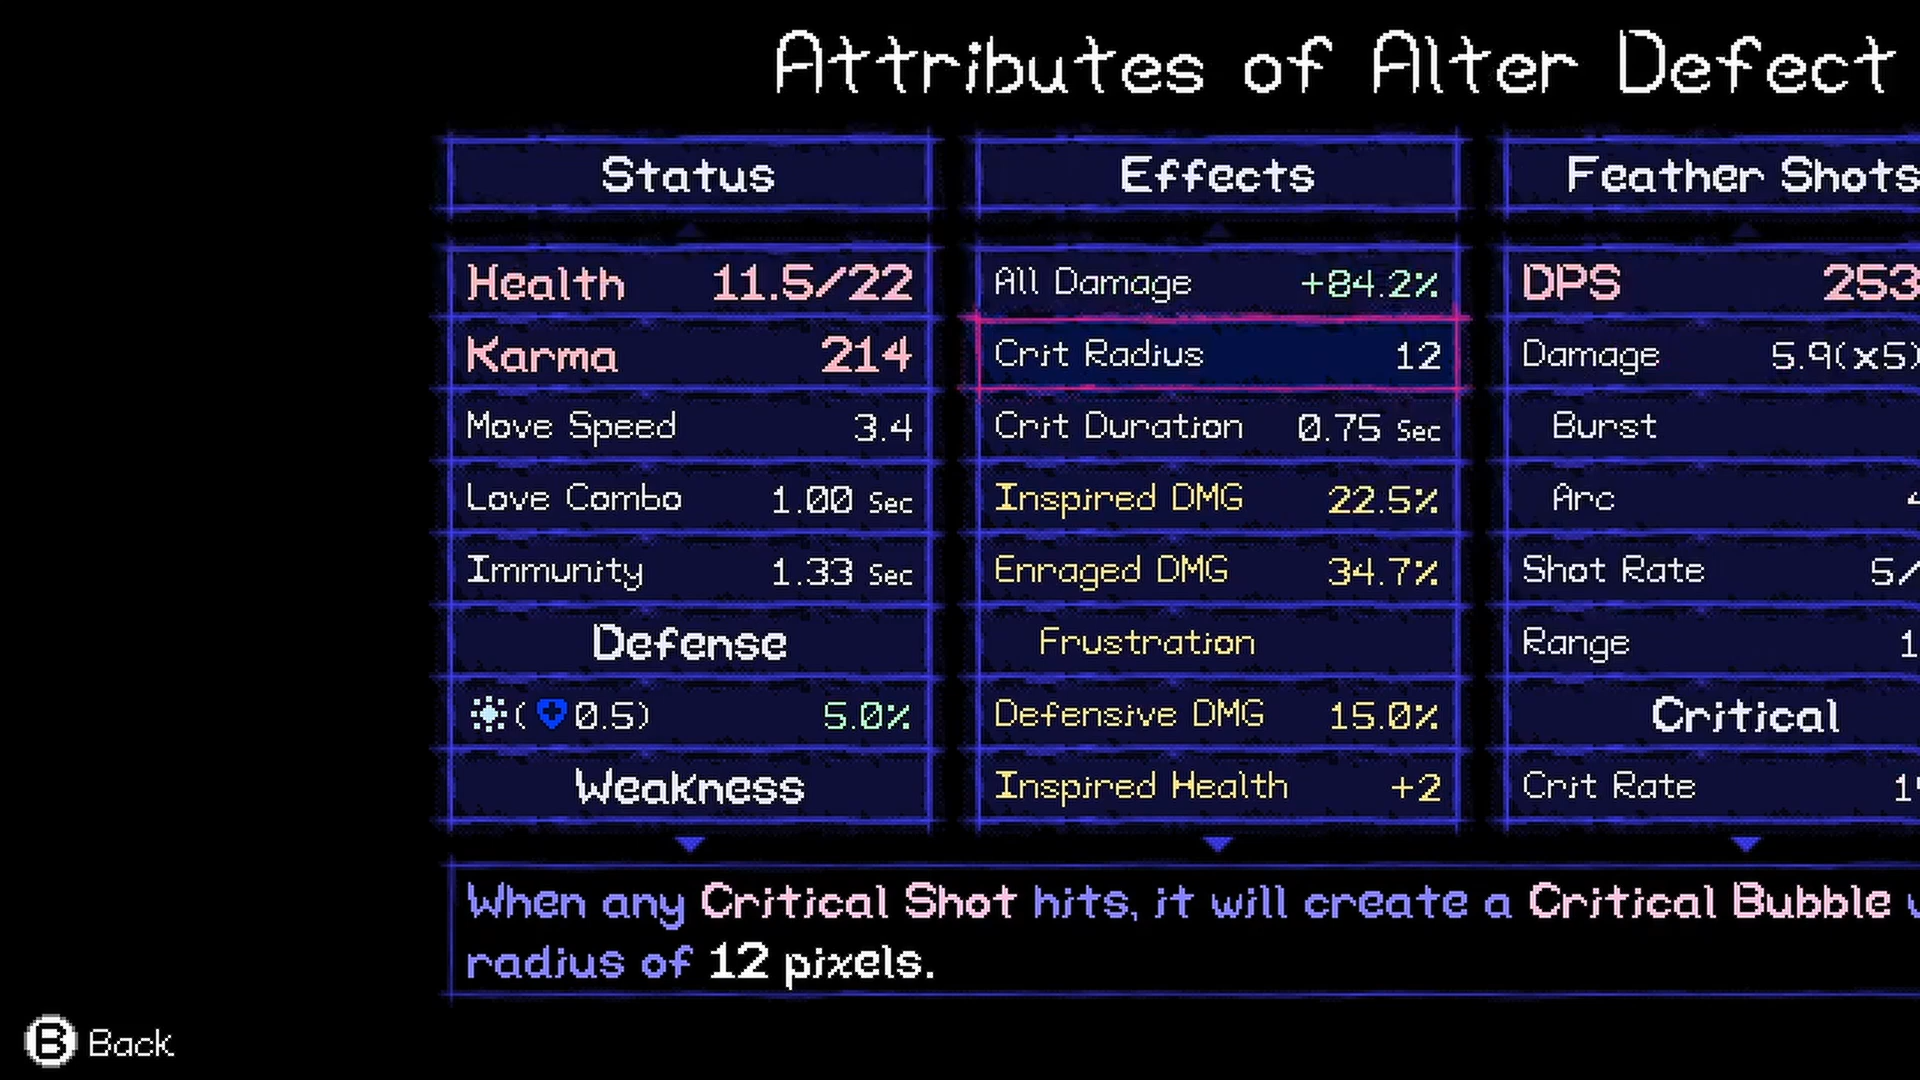 Attributes of Alter Defect
Status
Health 11.5/22
Karma 214
Move Speed 3.4
Love Combo 1.00 Sec
Immunity 1.33 Sec
Defense
(0.5) 5.0%
Weakness
Effects
All Damage +84.2%
Crit Radius 12
Crit Duration 0.75 Sec
Inspired DMG 22.5%
Enraged DMG 34.7%
Frustration
Defensive DMG 15.0%
Inspired Health +2
Feather Shots
DPS 253
Damage 5.9(x5)
Burst
Arc
Shot Rate 5/
Range 1
Critical
Crit Rate 1
When any Critical Shot hits, it will create a Critical Bubble
radius of 12 pixels.
B Back